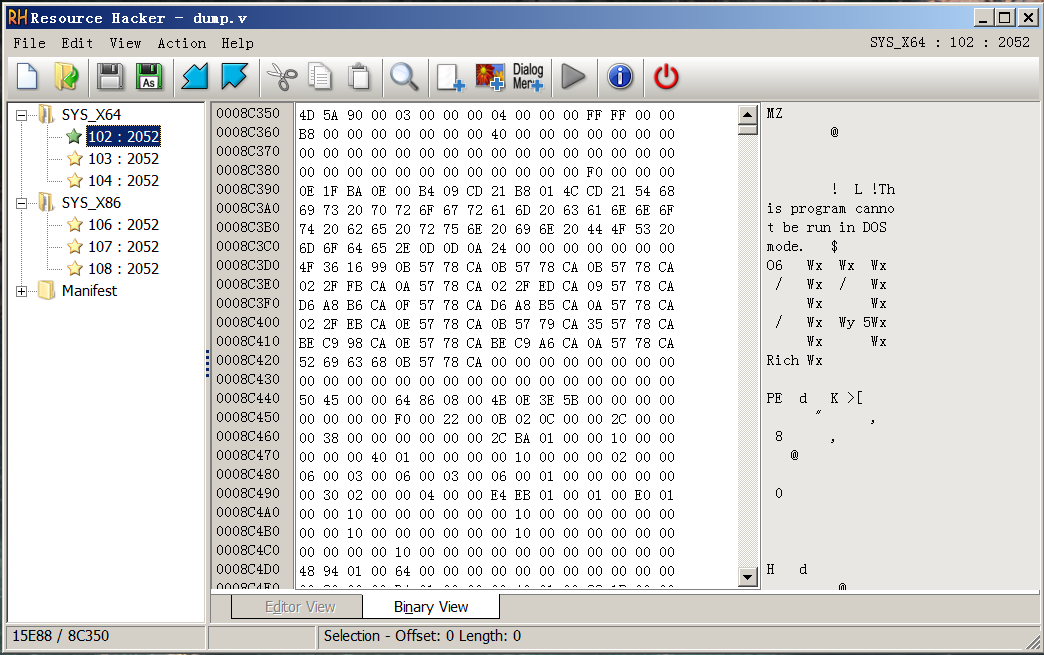 RH Resource Hacker - dump.v
File Edit View Action Help SYS_X64 : 102 : 2052
As Dialog Mer
SYS_X64
102 : 2052
103 : 2052
104 : 2052
SYS_X86
106 : 2052
107 : 2052
108 : 2052
Manifest
0008C350 4D 5A 90 00 03 00 00 00 04 00 00 00 FF FF 00 00 MZ
0008C360 B8 00 00 00 00 00 00 00 40 00 00 00 00 00 00 00 @
0008C370 00 00 00 00 00 00 00 00 00 00 00 00 00 00 00 00
0008C380 00 00 00 00 00 00 00 00 00 00 00 00 F0 00 00 00
0008C390 0E 1F BA 0E 00 B4 09 CD 21 B8 01 4C CD 21 54 68 ! L !Th
0008C3A0 69 73 20 70 72 6F 67 72 61 6D 20 63 61 6E 6E 6F is program canno
0008C3B0 74 20 62 65 20 72 75 6E 20 69 6E 20 44 4F 53 20 t be run in DOS
0008C3C0 6D 6F 64 65 2E 0D 0D 0A 24 00 00 00 00 00 00 00 mode. $
0008C3D0 4F 36 16 99 0B 57 78 CA 0B 57 78 CA 0B 57 78 CA O6 Wx Wx Wx
0008C3E0 02 2F FB CA 0A 57 78 CA 02 2F ED CA 09 57 78 CA / Wx / Wx
0008C3F0 D6 A8 B6 CA 0F 57 78 CA D6 A8 B5 CA 0A 57 78 CA Wx Wx
0008C400 02 2F EB CA 0E 57 78 CA 0B 57 79 CA 35 57 78 CA / Wx Wy 5Wx
0008C410 BE C9 98 CA 0E 57 78 CA BE C9 A6 CA 0A 57 78 CA Wx Wx
0008C420 52 69 63 68 0B 57 78 CA 00 00 00 00 00 00 00 00 Rich Wx
0008C430 00 00 00 00 00 00 00 00 00 00 00 00 00 00 00 00
0008C440 50 45 00 00 64 86 08 00 4B 0E 3E 5B 00 00 00 00 PE d K >[
0008C450 00 00 00 00 F0 00 22 00 0B 02 0C 00 00 2C 00 00 " ,
0008C460 00 38 00 00 00 00 00 00 2C BA 01 00 00 10 00 00 8 ,
0008C470 00 00 00 40 01 00 00 00 00 10 00 00 00 02 00 00 @
0008C480 06 00 03 00 06 00 03 00 06 00 01 00 00 00 00 00
0008C490 00 30 02 00 00 04 00 00 E4 EB 01 00 01 00 E0 01 0
0008C4A0 00 00 10 00 00 00 00 00 00 10 00 00 00 00 00 00
0008C4B0 00 00 10 00 00 00 00 00 00 10 00 00 00 00 00 00
0008C4C0 00 00 00 00 10 00 00 00 00 00 00 00 00 00 00 00
0008C4D0 48 94 01 00 64 00 00 00 00 00 00 00 00 00 00 00 H d
Editor View Binary View
15E88 / 8C350 Selection - Offset: 0 Length: 0